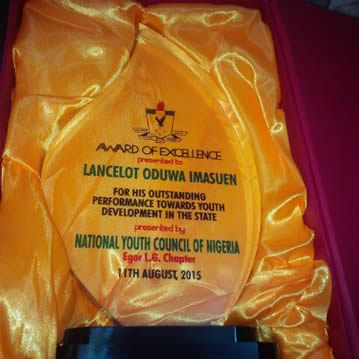 AWARD OF EXCELLENCE
presented to
LANCELOT ODUWA IMASUEN
FOR HIS OUTSTANDING
PERFORMANCE TOWARDS YOUTH
DEVELOPMENT IN THE STATE
presented by
NATIONAL YOUTH COUNCIL OF NIGERIA
Egor L.G. Chapter
11TH AUGUST, 2015